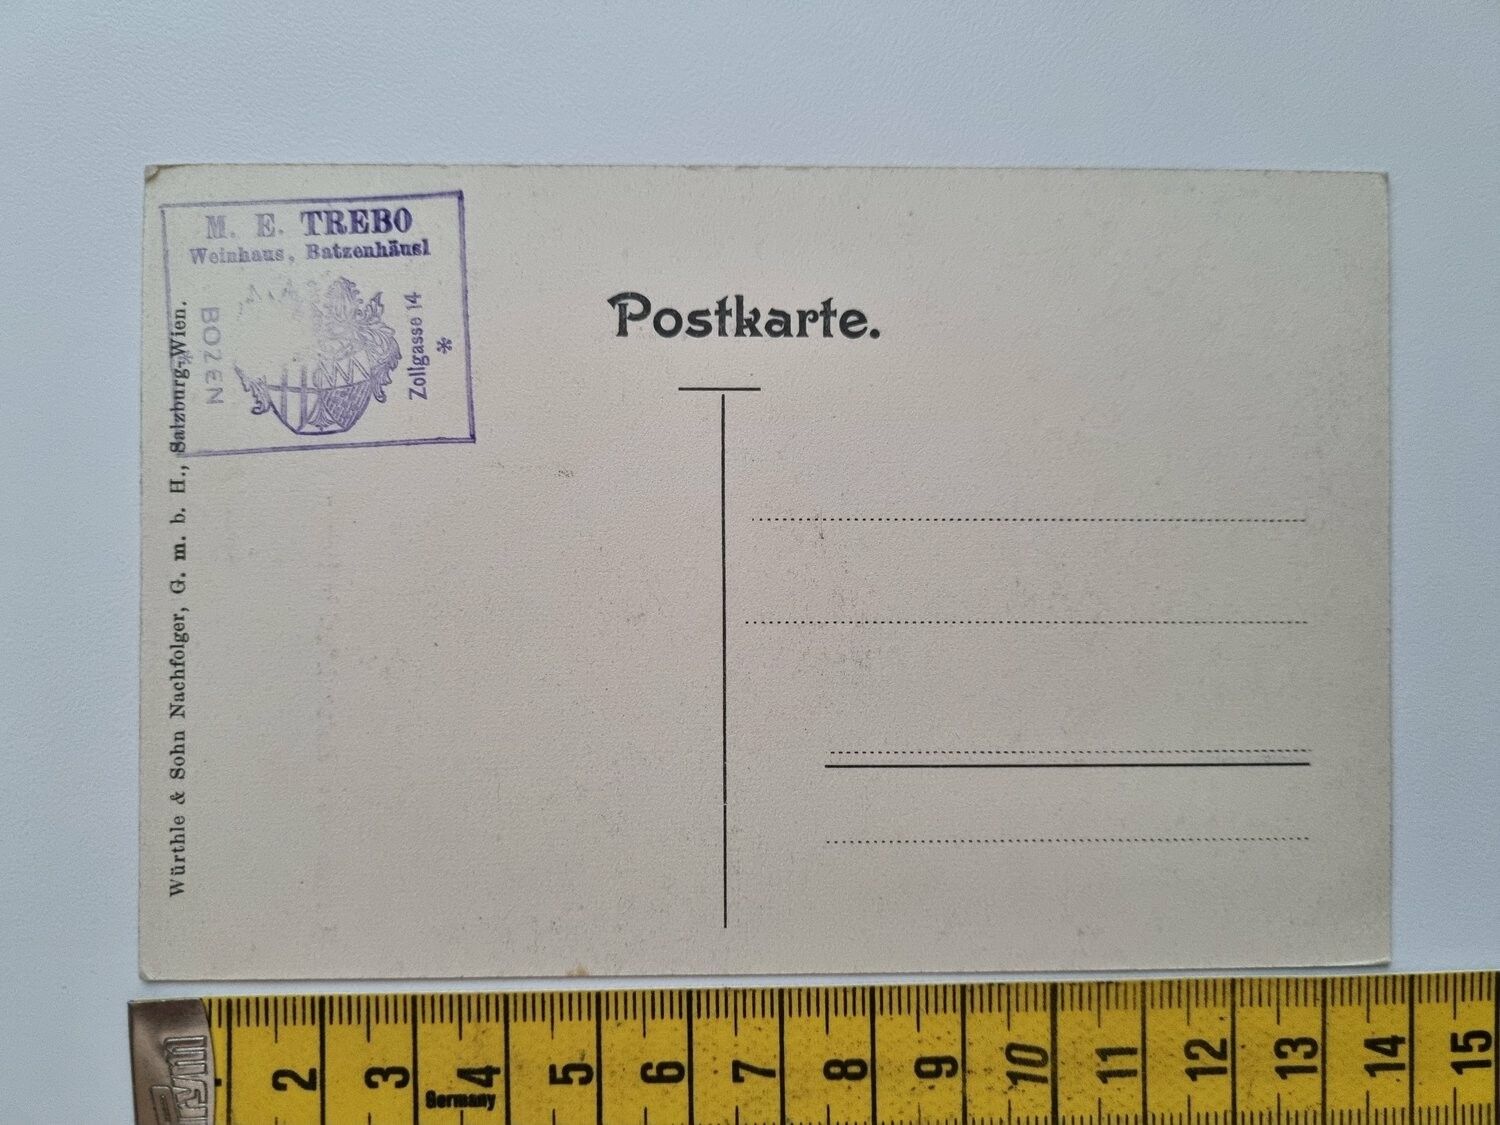 M. E. TREBO
Weinhaus, Batzenhäusl
BOZEN
Zollgasse 14
*
Postkarte.
Würthle & Sohn Nachfolger, G. m. b. H., Salzburg-Wien.
2 3 4 5 6 7 8 9 10 11 12 13 14 15
Germany